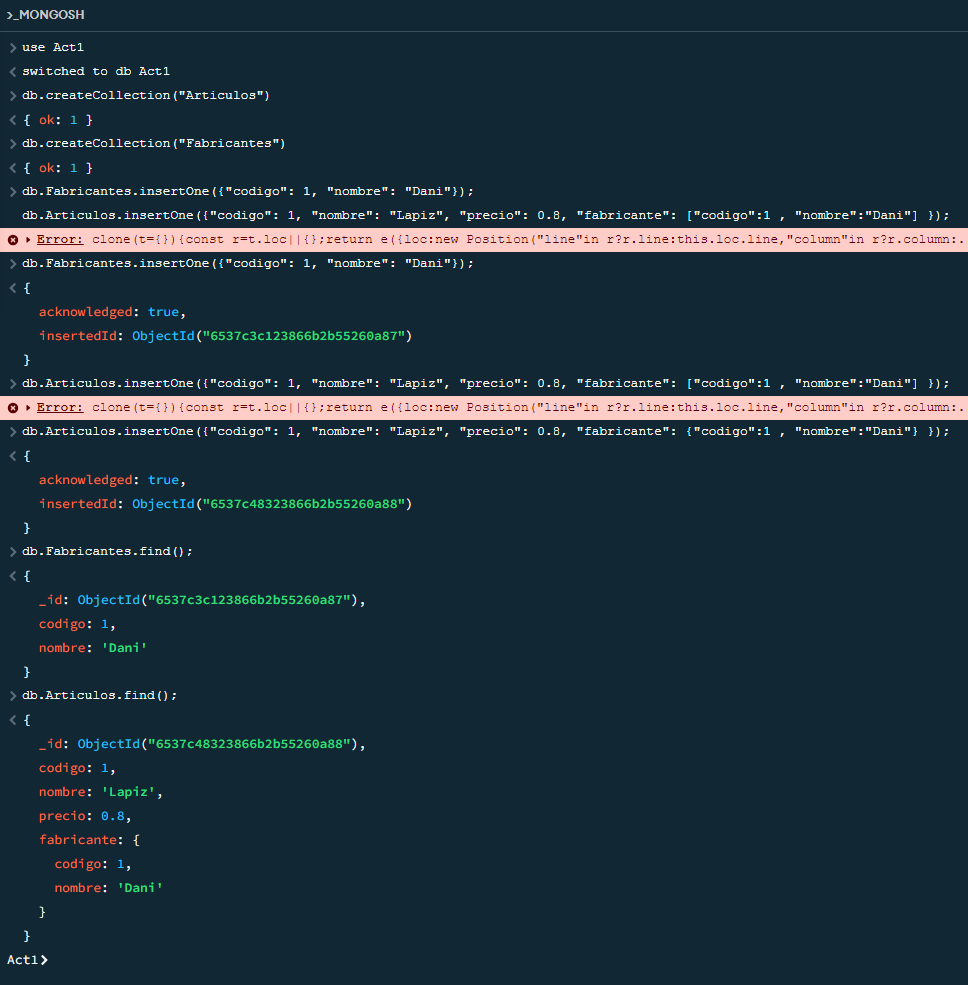 >_MONGOSH
> use Act1
< switched to db Act1
> db.createCollection("Articulos")
< { ok: 1 }
> db.createCollection("Fabricantes")
< { ok: 1 }
> db.Fabricantes.insertOne({"codigo": 1, "nombre": "Dani"});
db.Articulos.insertOne({"codigo": 1, "nombre": "Lapiz", "precio": 0.8, "fabricante": ["codigo":1 , "nombre":"Dani"] });
Error: clone(t={}){const r=t.loc||{};return e({loc:new Position("line"in r?r.line:this.loc.line,"column"in r?r.column:.
> db.Fabricantes.insertOne({"codigo": 1, "nombre": "Dani"});
< {
acknowledged: true,
insertedId: ObjectId("6537c3c123866b2b55260a87")
}
> db.Articulos.insertOne({"codigo": 1, "nombre": "Lapiz", "precio": 0.8, "fabricante": ["codigo":1 , "nombre":"Dani"] });
Error: clone(t={}){const r=t.loc||{};return e({loc:new Position("line"in r?r.line:this.loc.line,"column"in r?r.column:.
> db.Articulos.insertOne({"codigo": 1, "nombre": "Lapiz", "precio": 0.8, "fabricante": {"codigo":1 , "nombre":"Dani"} });
< {
acknowledged: true,
insertedId: ObjectId("6537c48323866b2b55260a88")
}
> db.Fabricantes.find();
< {
_id: ObjectId("6537c3c123866b2b55260a87"),
codigo: 1,
nombre: 'Dani'
}
> db.Articulos.find();
< {
_id: ObjectId("6537c48323866b2b55260a88"),
codigo: 1,
nombre: 'Lapiz',
precio: 0.8,
fabricante: {
codigo: 1,
nombre: 'Dani'
}
}
Act1>